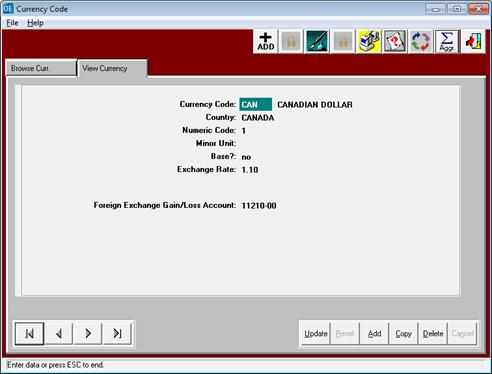 OE Currency Code
File Help
ADD Aggr.
Browse Curr. View Currency
Currency Code: CAN CANADIAN DOLLAR
Country: CANADA
Numeric Code: 1
Minor Unit:
Base?: no
Exchange Rate: 1.10
Foreign Exchange Gain/Loss Account: 11210-00
Update Reset Add Copy Delete Cancel
Enter data or press ESC to end.